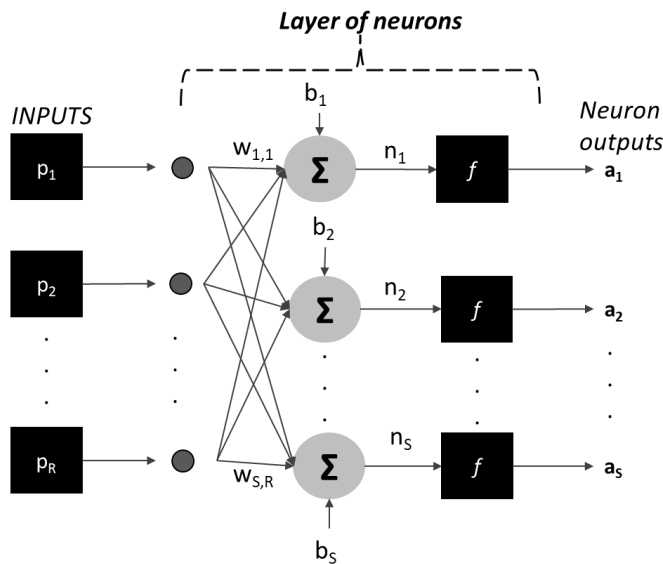 Layer of neurons
b1
INPUTS
Neuron
outputs
p1
w1,1
Σ
n1
f
a1
b2
p2
Σ
n2
f
a2
pR
wS,R
Σ
nS
f
aS
bS